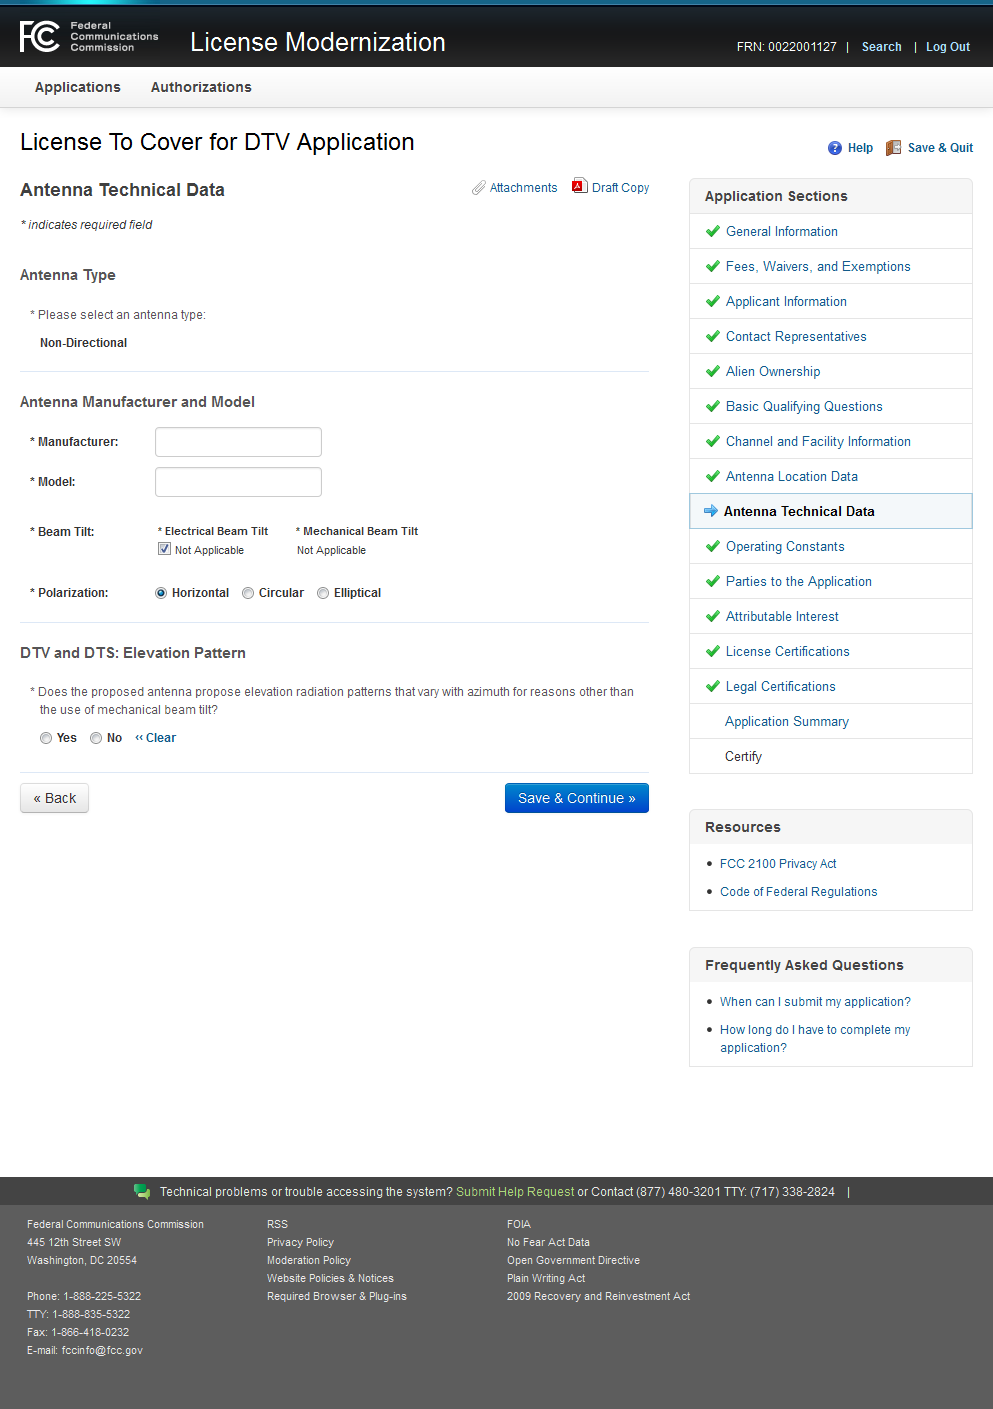 FCC Federal Communications Commission
License Modernization
FRN: 0022001127 | Search | Log Out
Applications Authorizations
License To Cover for DTV Application
Help Save & Quit
Antenna Technical Data
Attachments Draft Copy
* indicates required field
Antenna Type
* Please select an antenna type:
Non-Directional
Antenna Manufacturer and Model
* Manufacturer:
* Model:
* Beam Tilt: * Electrical Beam Tilt * Mechanical Beam Tilt
Not Applicable Not Applicable
* Polarization: Horizontal Circular Elliptical
DTV and DTS: Elevation Pattern
* Does the proposed antenna propose elevation radiation patterns that vary with azimuth for reasons other than
the use of mechanical beam tilt?
Yes No ‹‹ Clear
« Back Save & Continue »
Application Sections
General Information
Fees, Waivers, and Exemptions
Applicant Information
Contact Representatives
Alien Ownership
Basic Qualifying Questions
Channel and Facility Information
Antenna Location Data
Antenna Technical Data
Operating Constants
Parties to the Application
Attributable Interest
License Certifications
Legal Certifications
Application Summary
Certify
Resources
• FCC 2100 Privacy Act
• Code of Federal Regulations
Frequently Asked Questions
• When can I submit my application?
• How long do I have to complete my
application?
Technical problems or trouble accessing the system? Submit Help Request or Contact (877) 480-3201 TTY: (717) 338-2824 |
Federal Communications Commission
445 12th Street SW
Washington, DC 20554
Phone: 1-888-225-5322
TTY: 1-888-835-5322
Fax: 1-866-418-0232
E-mail: fccinfo@fcc.gov
RSS
Privacy Policy
Moderation Policy
Website Policies & Notices
Required Browser & Plug-ins
FOIA
No Fear Act Data
Open Government Directive
Plain Writing Act
2009 Recovery and Reinvestment Act